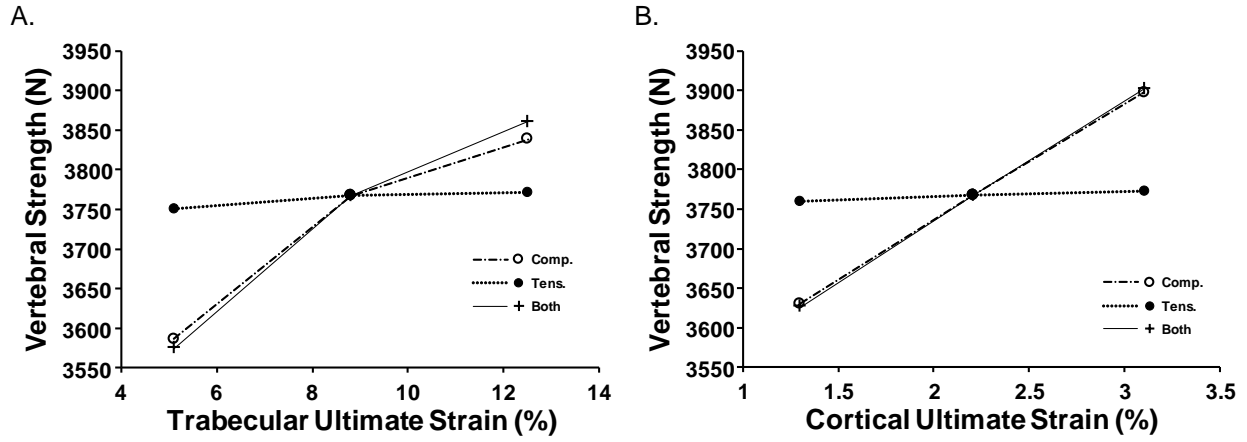 A.
Vertebral Strength (N)
3950
3900
3850
3800
3750
3700
3650
3600
3550
4 6 8 10 12 14
Trabecular Ultimate Strain (%)
Comp.
Tens.
Both
B.
Vertebral Strength (N)
3950
3900
3850
3800
3750
3700
3650
3600
3550
1 1.5 2 2.5 3 3.5
Cortical Ultimate Strain (%)
Comp.
Tens.
Both